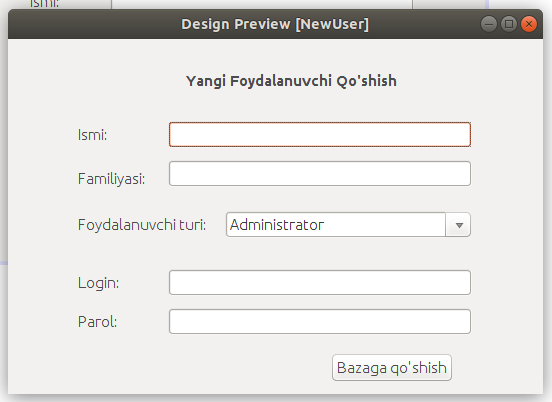 Ismi:
Design Preview [NewUser]
Yangi Foydalanuvchi Qo'shish
Ismi:
Familiyasi:
Foydalanuvchi turi: Administrator
Login:
Parol:
Bazaga qo'shish